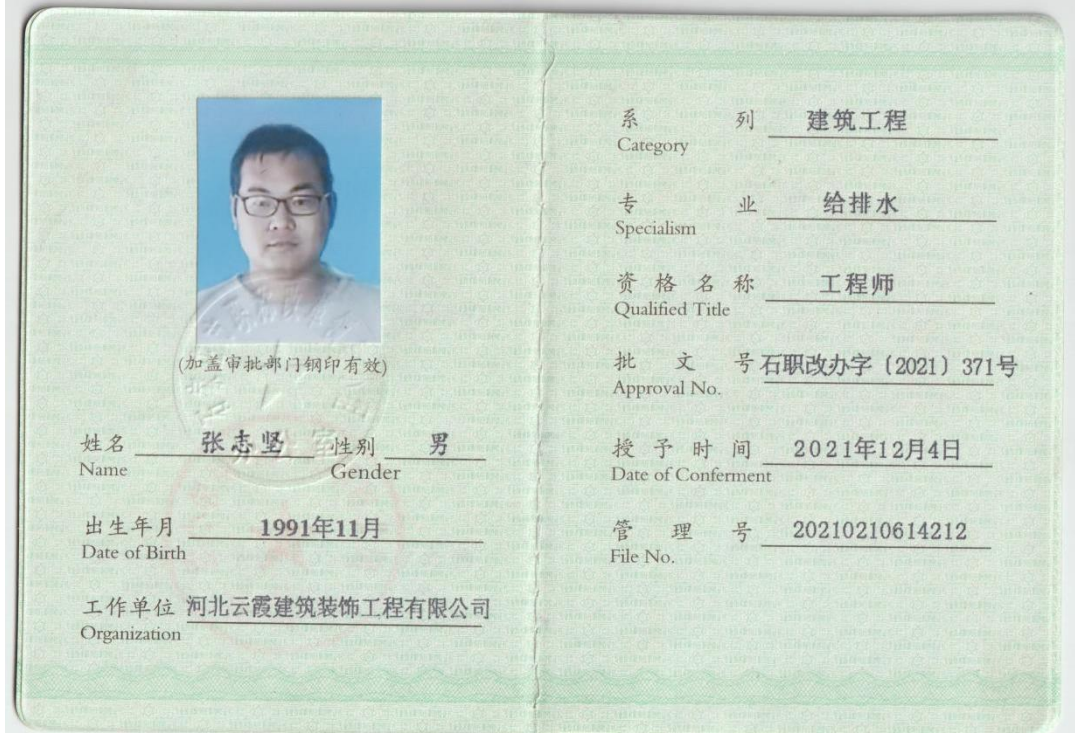 (加盖审批部门钢印有效)
姓名 张志坚 性别 男
Name Gender
出生年月 1991年11月
Date of Birth
工作单位 河北云霞建筑装饰工程有限公司
Organization
系列 建筑工程
Category
专业 给排水
Specialism
资格名称 工程师
Qualified Title
批文号 石职改办字〔2021〕371号
Approval No.
授予时间 2021年12月4日
Date of Conferment
管理号 20210210614212
File No.